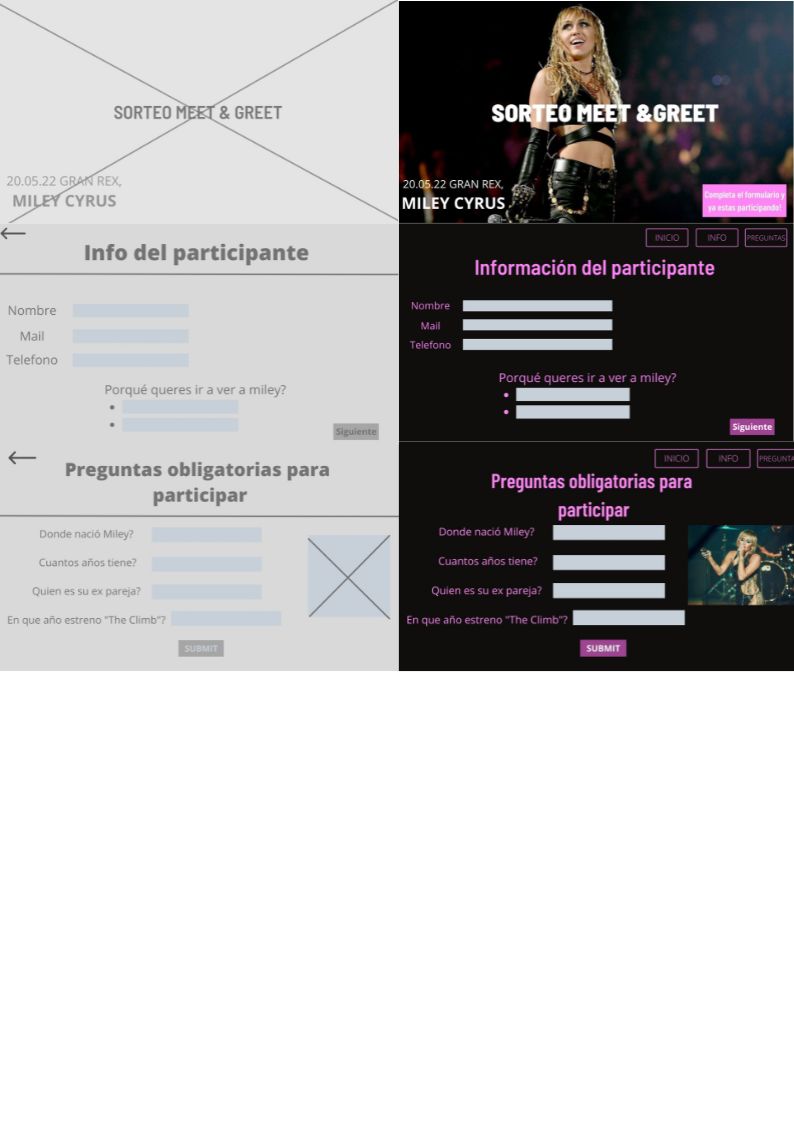 SORTEO MEET & GREET
20.05.22 GRAN REX,
MILEY CYRUS
Info del participante
Nombre
Mail
Telefono
Porqué queres ir a ver a miley?
Siguiente
Preguntas obligatorias para
participar
Donde nació Miley?
Cuantos años tiene?
Quien es su ex pareja?
En que año estreno "The Climb"?
SUBMIT
SORTEO MEET &GREET
20.05.22 GRAN REX,
MILEY CYRUS
Completa el formulario y
ya estas participando!
INICIO INFO PREGUNTAS
Información del participante
Nombre
Mail
Telefono
Porqué queres ir a ver a miley?
Siguiente
INICIO INFO PREGUNTA
Preguntas obligatorias para
participar
Donde nació Miley?
Cuantos años tiene?
Quien es su ex pareja?
En que año estreno "The Climb"?
SUBMIT